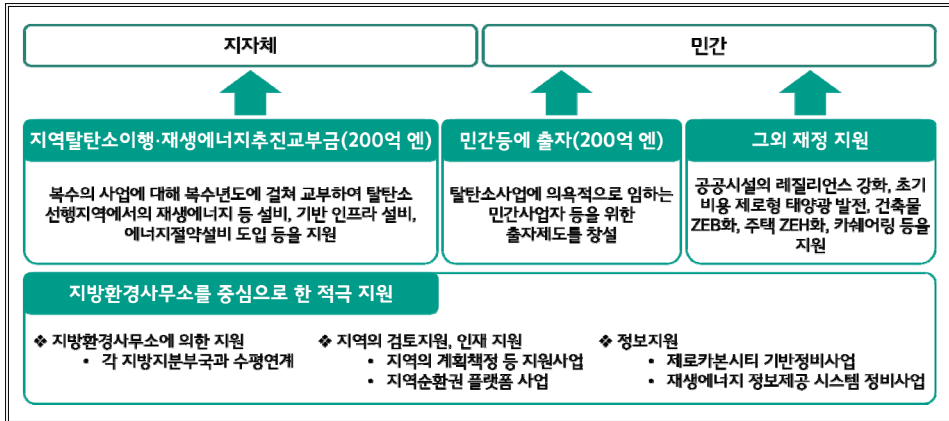 지자체
민간
지역탈탄소이행·재생에너지추진교부금(200억 엔)
복수의 사업에 대해 복수년도에 걸쳐 교부하여 탈탄소
선행지역에서의 재생에너지 등 설비, 기반 인프라 설비,
에너지절약설비 도입 등을 지원
민간등에 출자(200억 엔)
탈탄소사업에 의욕적으로 임하는
민간사업자 등을 위한
출자제도를 창설
그외 재정 지원
공공시설의 레질리언스 강화, 초기
비용 제로형 태양광 발전, 건축물
ZEB화, 주택 ZEH화, 카쉐어링 등을
지원
지방환경사무소를 중심으로 한 적극 지원
❖ 지방환경사무소에 의한 지원
• 각 지방지분부국과 수평연계
❖ 지역의 검토지원, 인재 지원
• 지역의 계획책정 등 지원사업
• 지역순환권 플랫폼 사업
❖ 정보지원
• 제로카본시티 기반정비사업
• 재생에너지 정보제공 시스템 정비사업